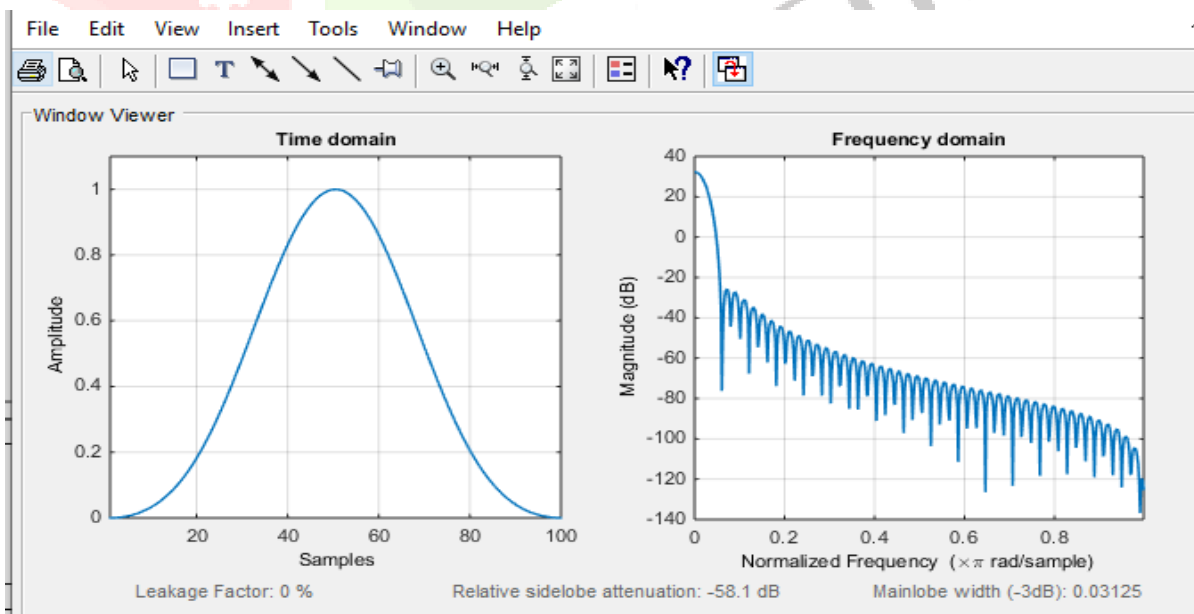 File Edit View Insert Tools Window Help
Window Viewer
Time domain
Amplitude
1
0.8
0.6
0.4
0.2
0
20 40 60 80 100
Samples
Frequency domain
Magnitude (dB)
40
20
0
-20
-40
-60
-80
-100
-120
-140
0 0.2 0.4 0.6 0.8
Normalized Frequency (×π rad/sample)
Leakage Factor: 0 % Relative sidelobe attenuation: -58.1 dB Mainlobe width (-3dB): 0.03125